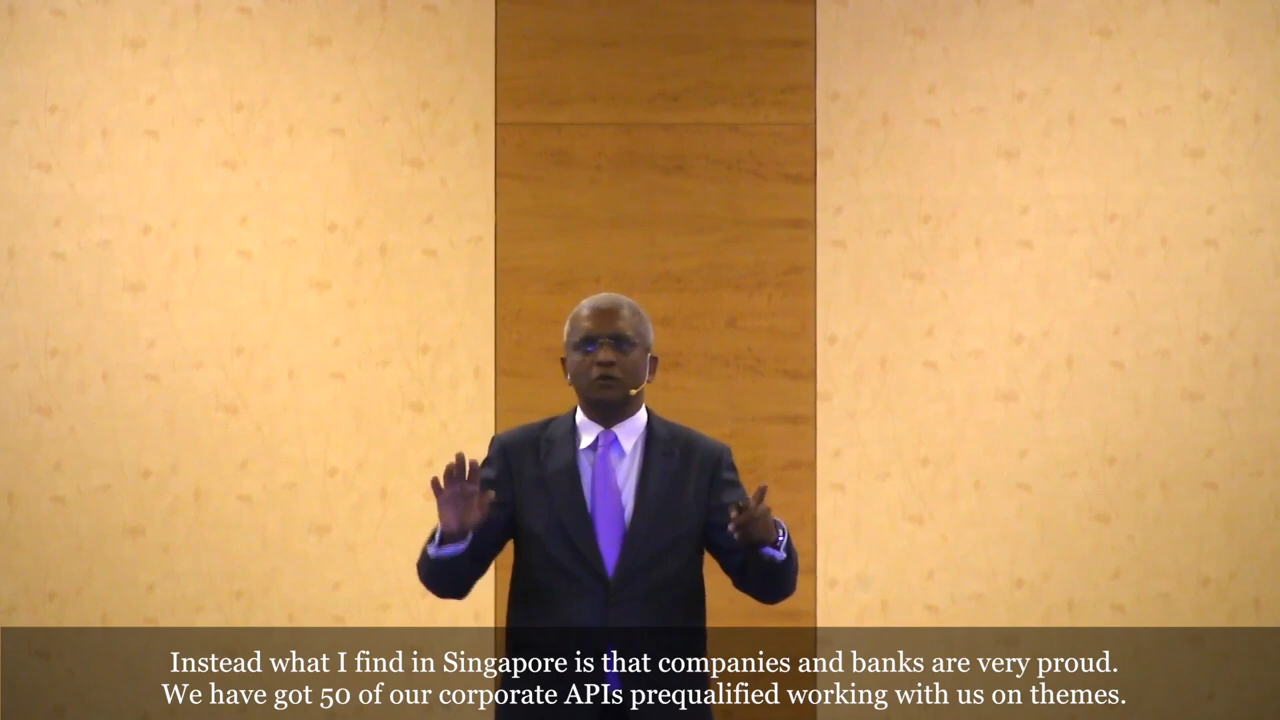 Instead what I find in Singapore is that companies and banks are very proud.
We have got 50 of our corporate APIs prequalified working with us on themes.